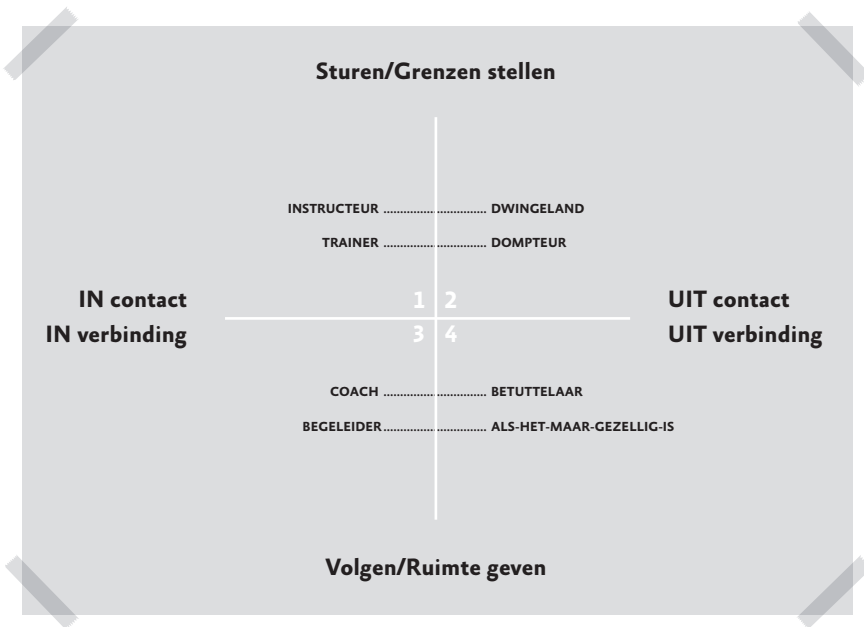 Sturen/Grenzen stellen
INSTRUCTEUR ............................... DWINGELAND
TRAINER ............................... DOMPTEUR
IN contact 1 2 UIT contact
IN verbinding 3 4 UIT verbinding
COACH ............................... BETUTTELAAR
BEGELEIDER ............................... ALS-HET-MAAR-GEZELLIG-IS
Volgen/Ruimte geven